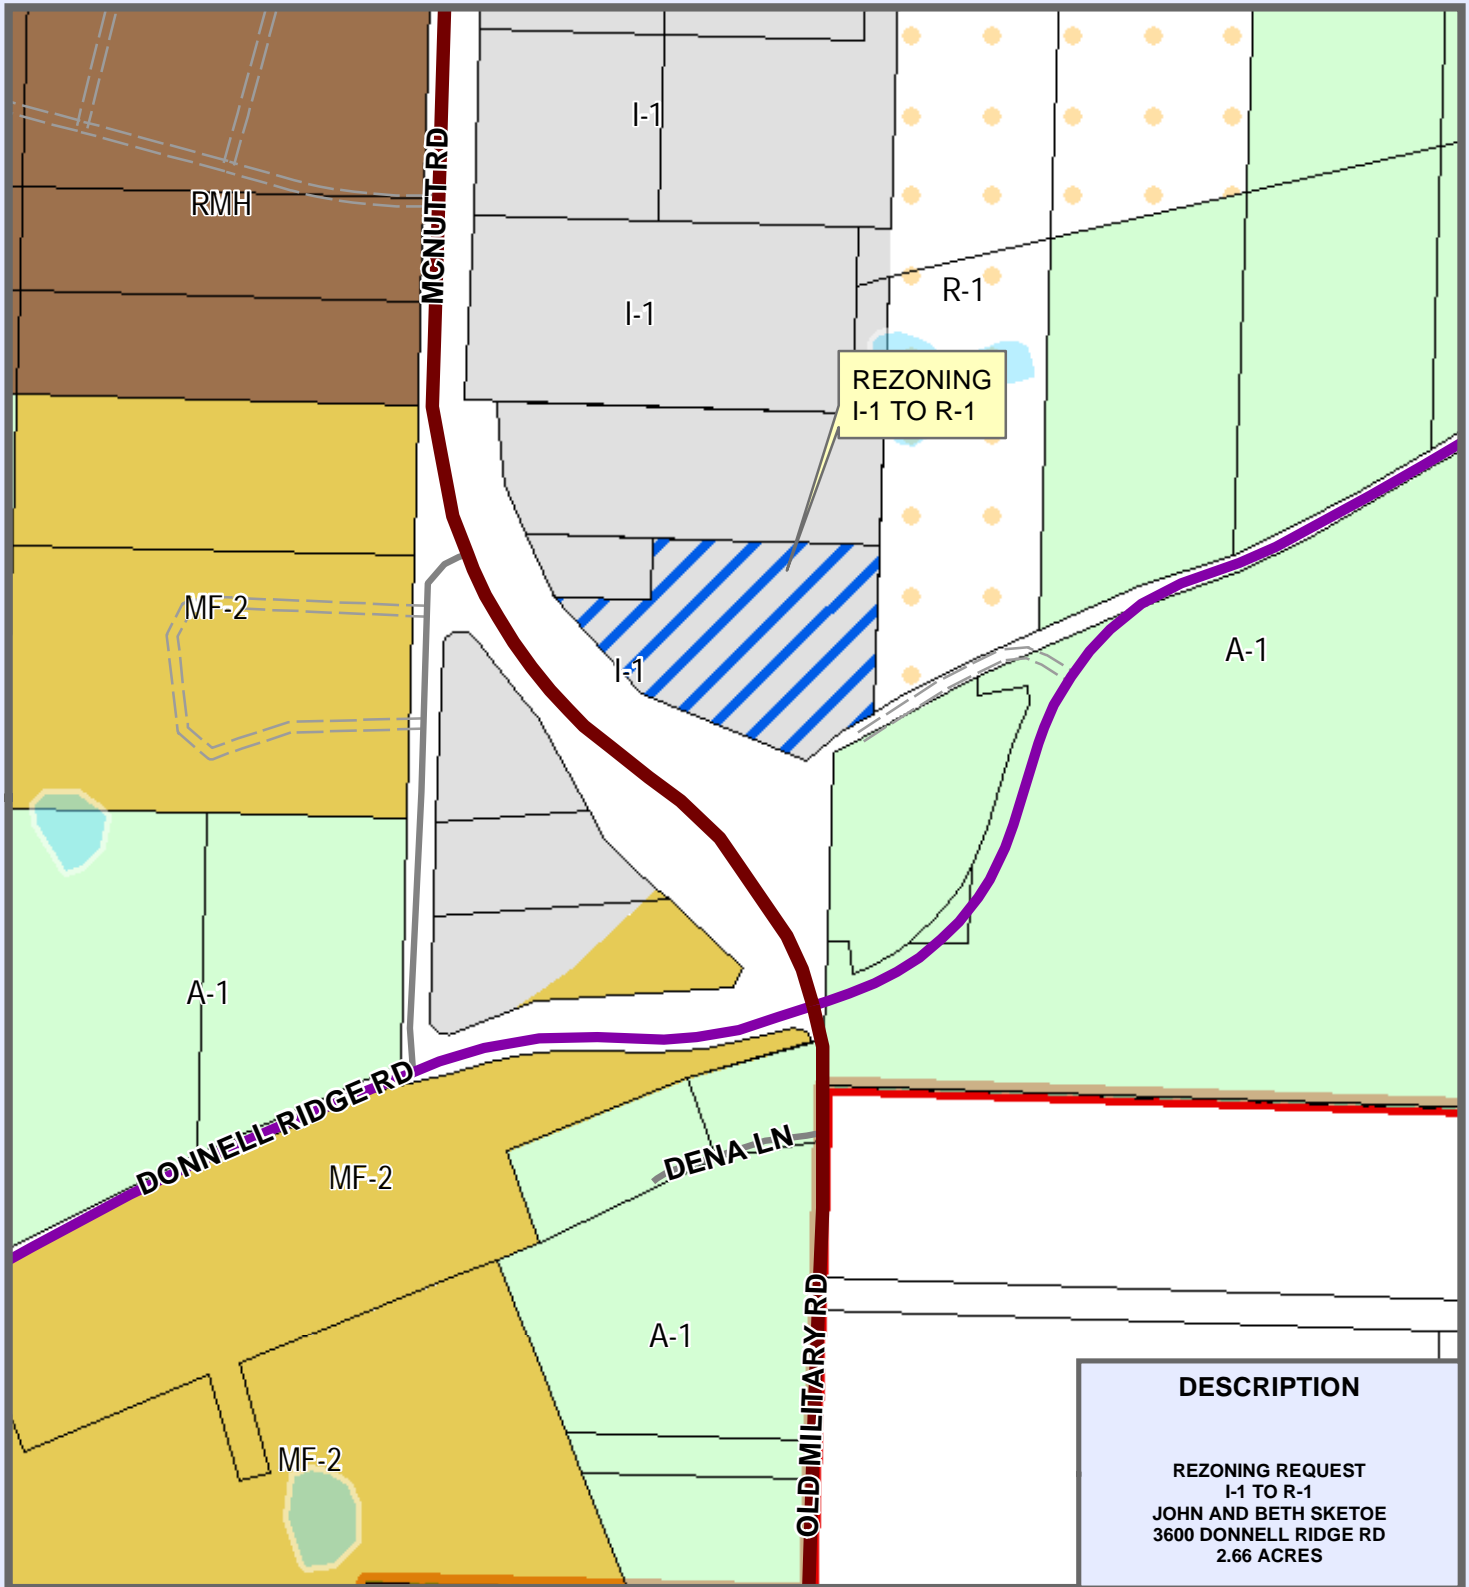 I-1
MCNUTT RD
RMH
R-1
I-1
REZONING
I-1 TO R-1
MF-2
A-1
I-1
A-1
DONNELL RIDGE RD
DENA LN
MF-2
A-1
OLD MILITARY RD
MF-2
DESCRIPTION
REZONING REQUEST
I-1 TO R-1
JOHN AND BETH SKETOE
3600 DONNELL RIDGE RD
2.66 ACRES